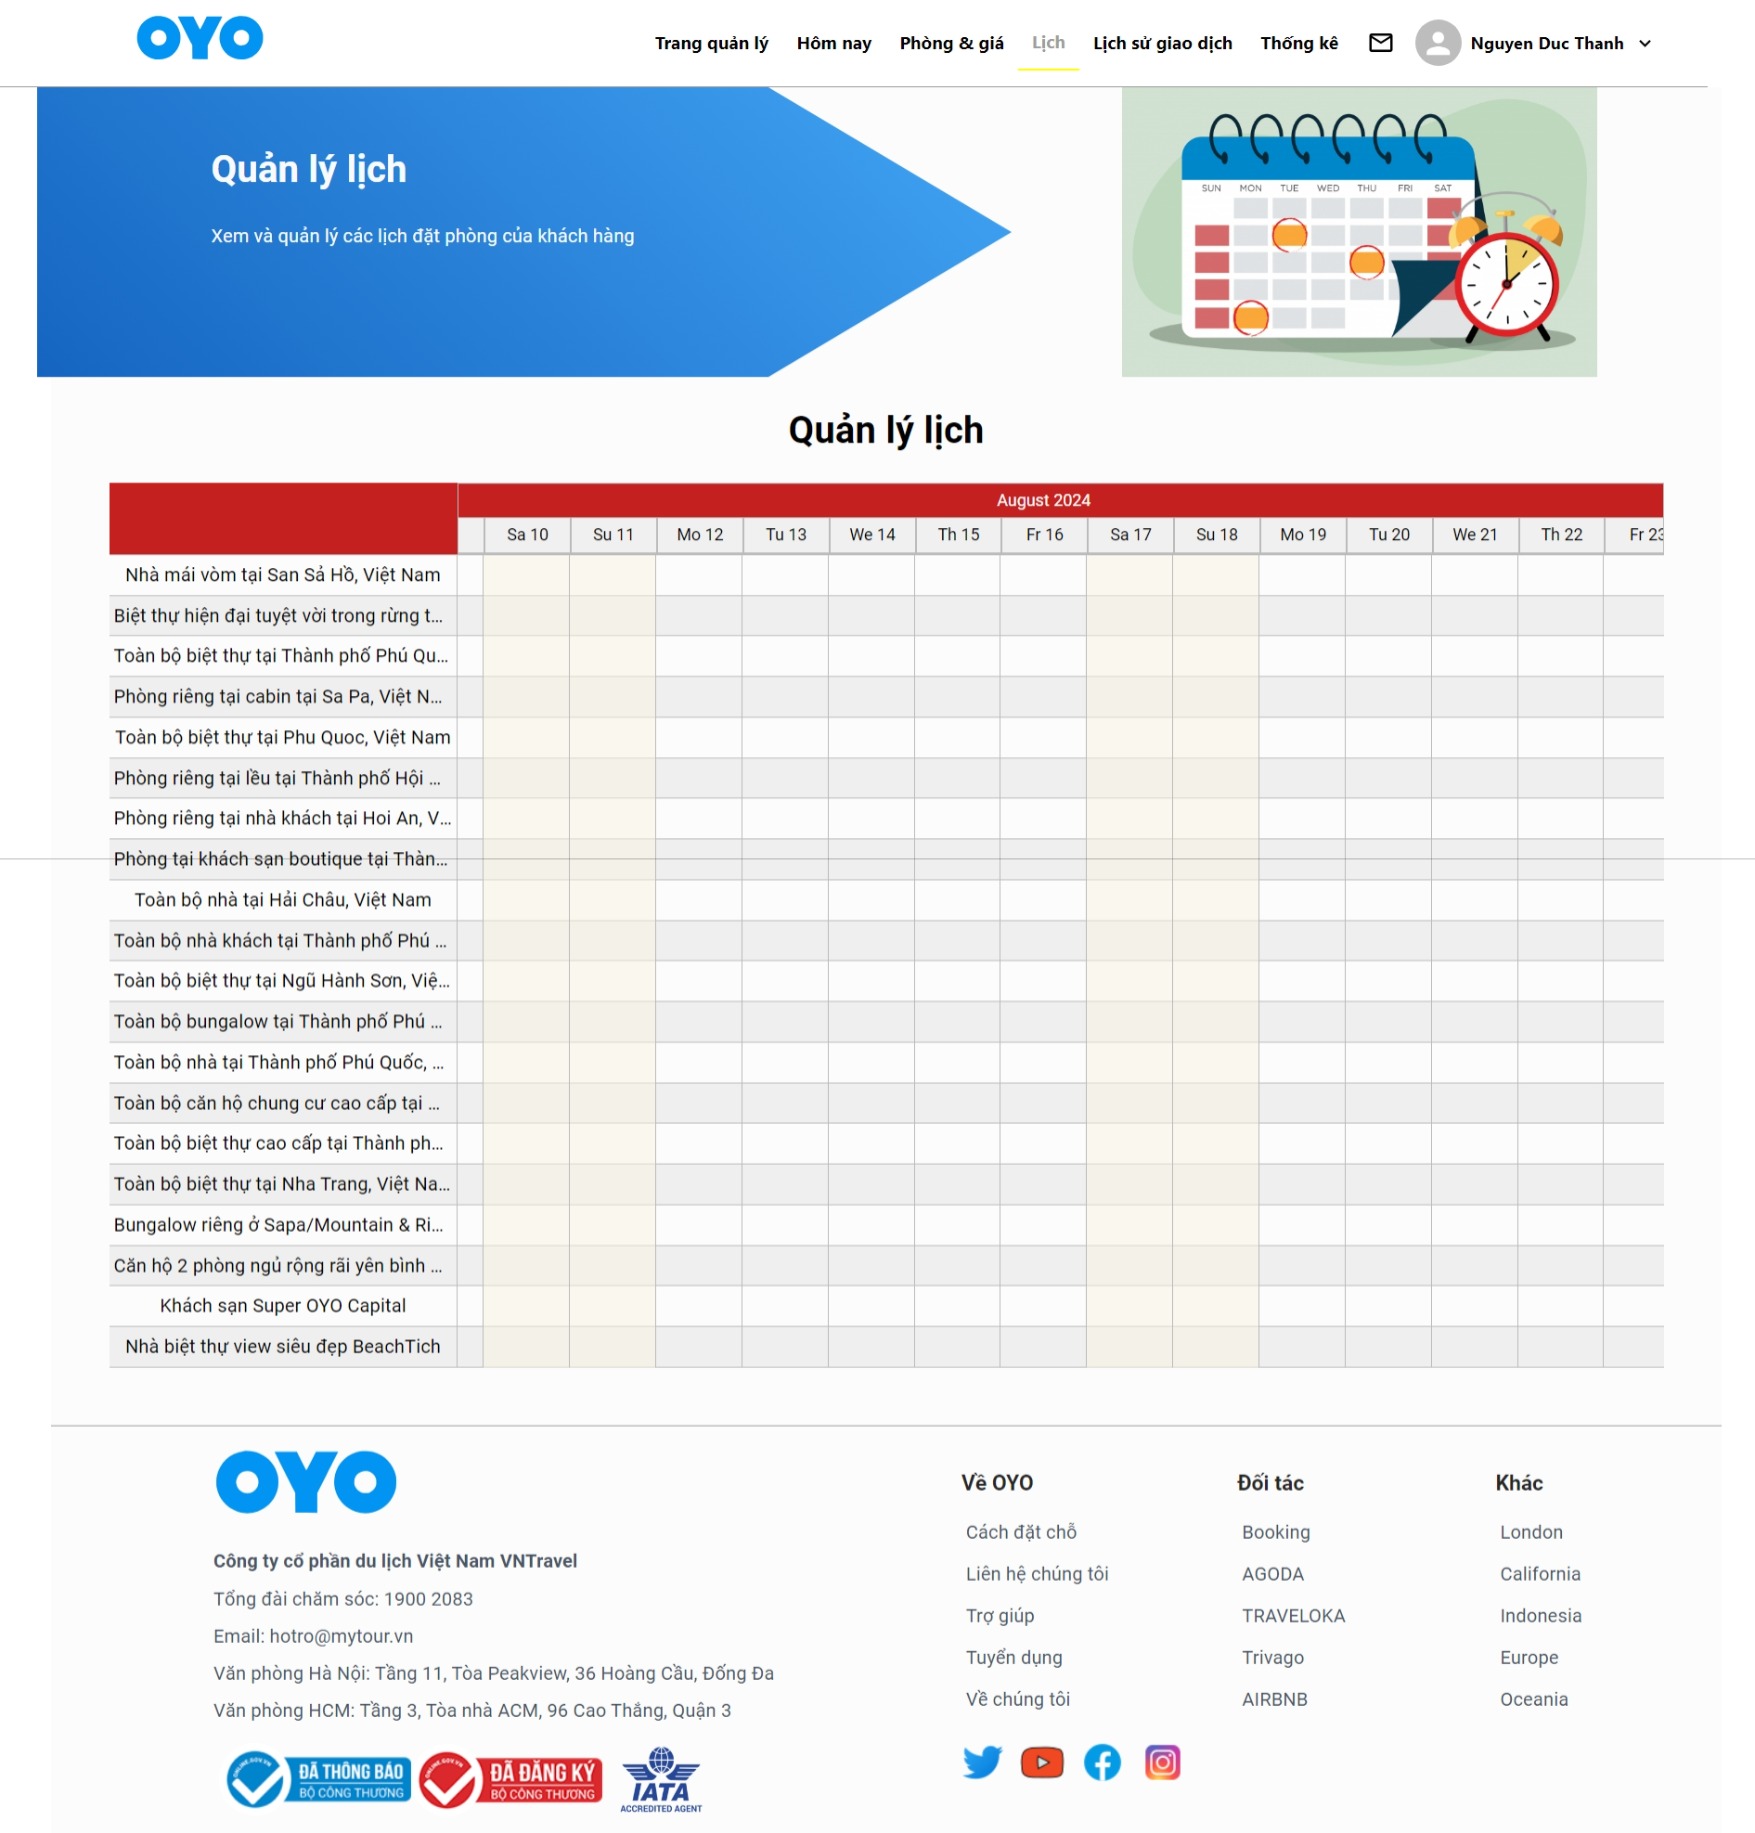 OYO
Trang quản lý Hôm nay Phòng & giá Lịch Lịch sử giao dịch Thống kê Nguyen Duc Thanh
Quản lý lịch
Xem và quản lý các lịch đặt phòng của khách hàng
SUN MON TUE WED THU FRI SAT
Quản lý lịch
August 2024
Sa 10 Su 11 Mo 12 Tu 13 We 14 Th 15 Fr 16 Sa 17 Su 18 Mo 19 Tu 20 We 21 Th 22 Fr 23
Nhà mái vòm tại San Sả Hồ, Việt Nam
Biệt thự hiện đại tuyệt vời trong rừng t...
Toàn bộ biệt thự tại Thành phố Phú Qu...
Phòng riêng tại cabin tại Sa Pa, Việt N...
Toàn bộ biệt thự tại Phu Quoc, Việt Nam
Phòng riêng tại lều tại Thành phố Hội ...
Phòng riêng tại nhà khách tại Hoi An, V...
Phòng tại khách sạn boutique tại Thàn...
Toàn bộ nhà tại Hải Châu, Việt Nam
Toàn bộ nhà khách tại Thành phố Phú ...
Toàn bộ biệt thự tại Ngũ Hành Sơn, Việ...
Toàn bộ bungalow tại Thành phố Phú ...
Toàn bộ nhà tại Thành phố Phú Quốc, ...
Toàn bộ căn hộ chung cư cao cấp tại ...
Toàn bộ biệt thự cao cấp tại Thành ph...
Toàn bộ biệt thự tại Nha Trang, Việt Na...
Bungalow riêng ở Sapa/Mountain & Ri...
Căn hộ 2 phòng ngủ rộng rãi yên bình ...
Khách sạn Super OYO Capital
Nhà biệt thự view siêu đẹp BeachTich
OYO
Công ty cổ phần du lịch Việt Nam VNTravel
Tổng đài chăm sóc: 1900 2083
Email: hotro@mytour.vn
Văn phòng Hà Nội: Tầng 11, Tòa Peakview, 36 Hoàng Cầu, Đống Đa
Văn phòng HCM: Tầng 3, Tòa nhà ACM, 96 Cao Thắng, Quận 3
ONLINE.GOV.VN
ĐÃ THÔNG BÁO
BỘ CÔNG THƯƠNG
ONLINE.GOV.VN
ĐÃ ĐĂNG KÝ
BỘ CÔNG THƯƠNG
IATA
ACCREDITED AGENT
Về OYO
Cách đặt chỗ
Liên hệ chúng tôi
Trợ giúp
Tuyển dụng
Về chúng tôi
Đối tác
Booking
AGODA
TRAVELOKA
Trivago
AIRBNB
Khác
London
California
Indonesia
Europe
Oceania